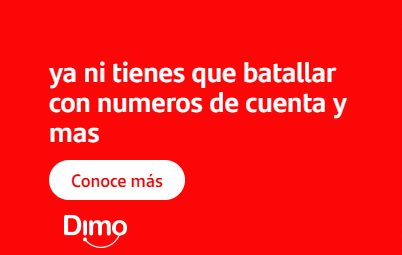 ya ni tienes que batallar
con numeros de cuenta y
mas
Conoce más
Dimo